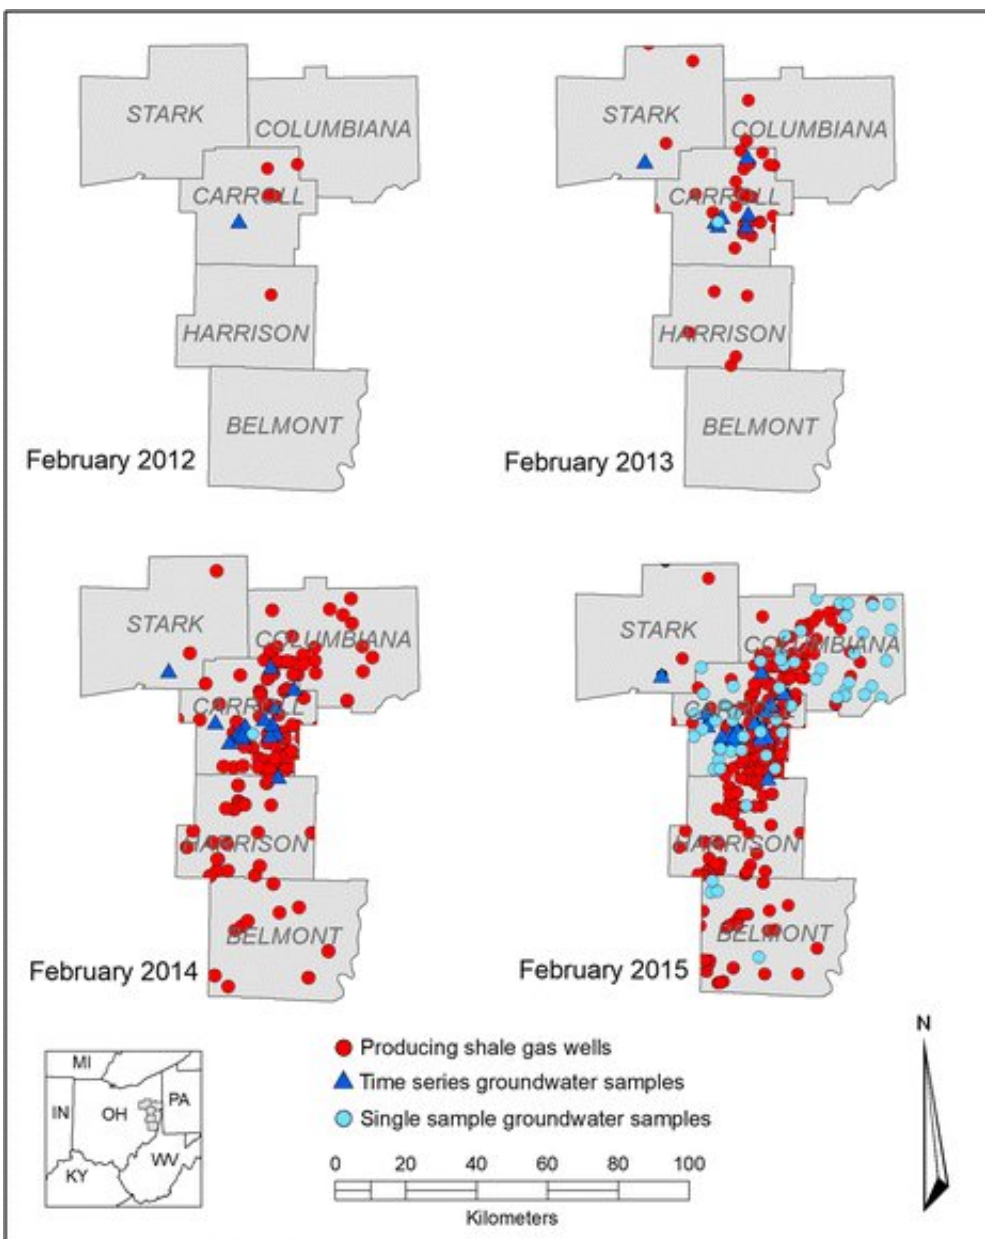 STARK
COLUMBIANA
CARROLL
HARRISON
BELMONT
February 2012
STARK
COLUMBIANA
CARROLL
HARRISON
BELMONT
February 2013
STARK
COLUMBIANA
CARROLL
HARRISON
BELMONT
February 2014
STARK
COLUMBIANA
CARROLL
HARRISON
BELMONT
February 2015
MI
IN
OH
PA
KY
WV
Producing shale gas wells
Time series groundwater samples
Single sample groundwater samples
0 20 40 60 80 100
Kilometers
N